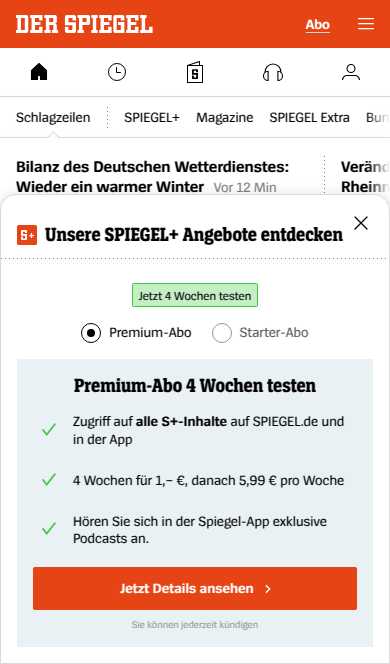 DER SPIEGEL
Abo
Schlagzeilen
SPIEGEL+
Magazine
SPIEGEL Extra
Bilanz des Deutschen Wetterdienstes:
Wieder ein warmer Winter Vor 12 Min
S+ Unsere SPIEGEL+ Angebote entdecken
Jetzt 4 Wochen testen
Premium-Abo
Starter-Abo
Premium-Abo 4 Wochen testen
Zugriff auf alle S+-Inhalte auf SPIEGEL.de und
in der App
4 Wochen für 1,– €, danach 5,99 € pro Woche
Hören Sie sich in der Spiegel-App exklusive
Podcasts an.
Jetzt Details ansehen
Sie können jederzeit kündigen